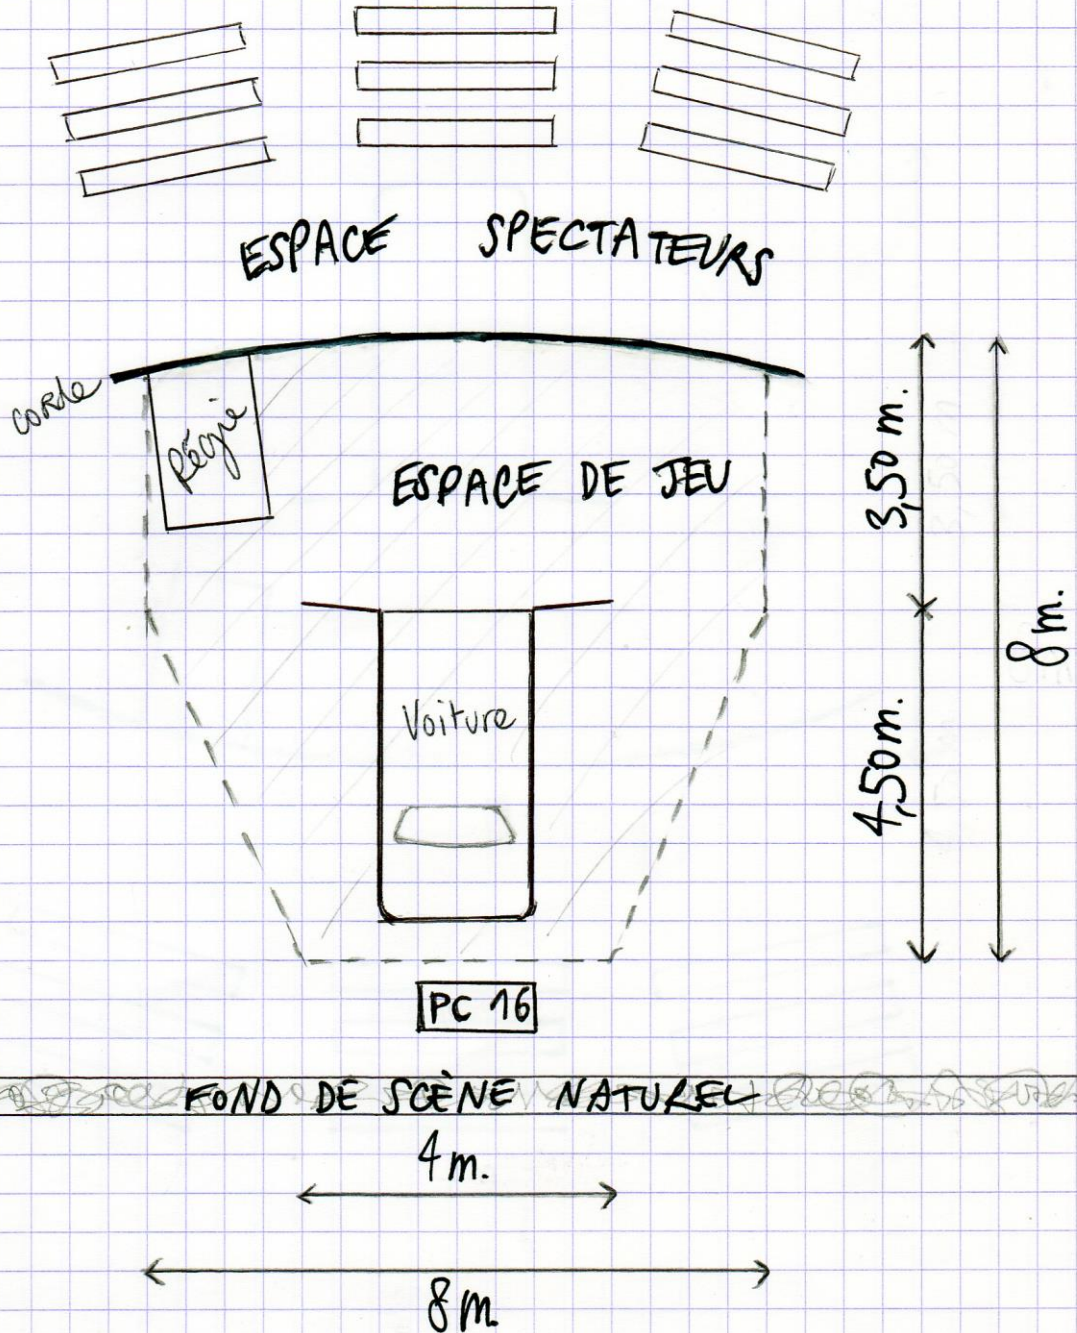 ESPACE SPECTATEURS
corde
Régie
ESPACE DE JEU
3,50 m.
8 m.
Voiture
4,50 m.
PC 16
FOND DE SCÈNE NATUREL
4 m.
8 m.